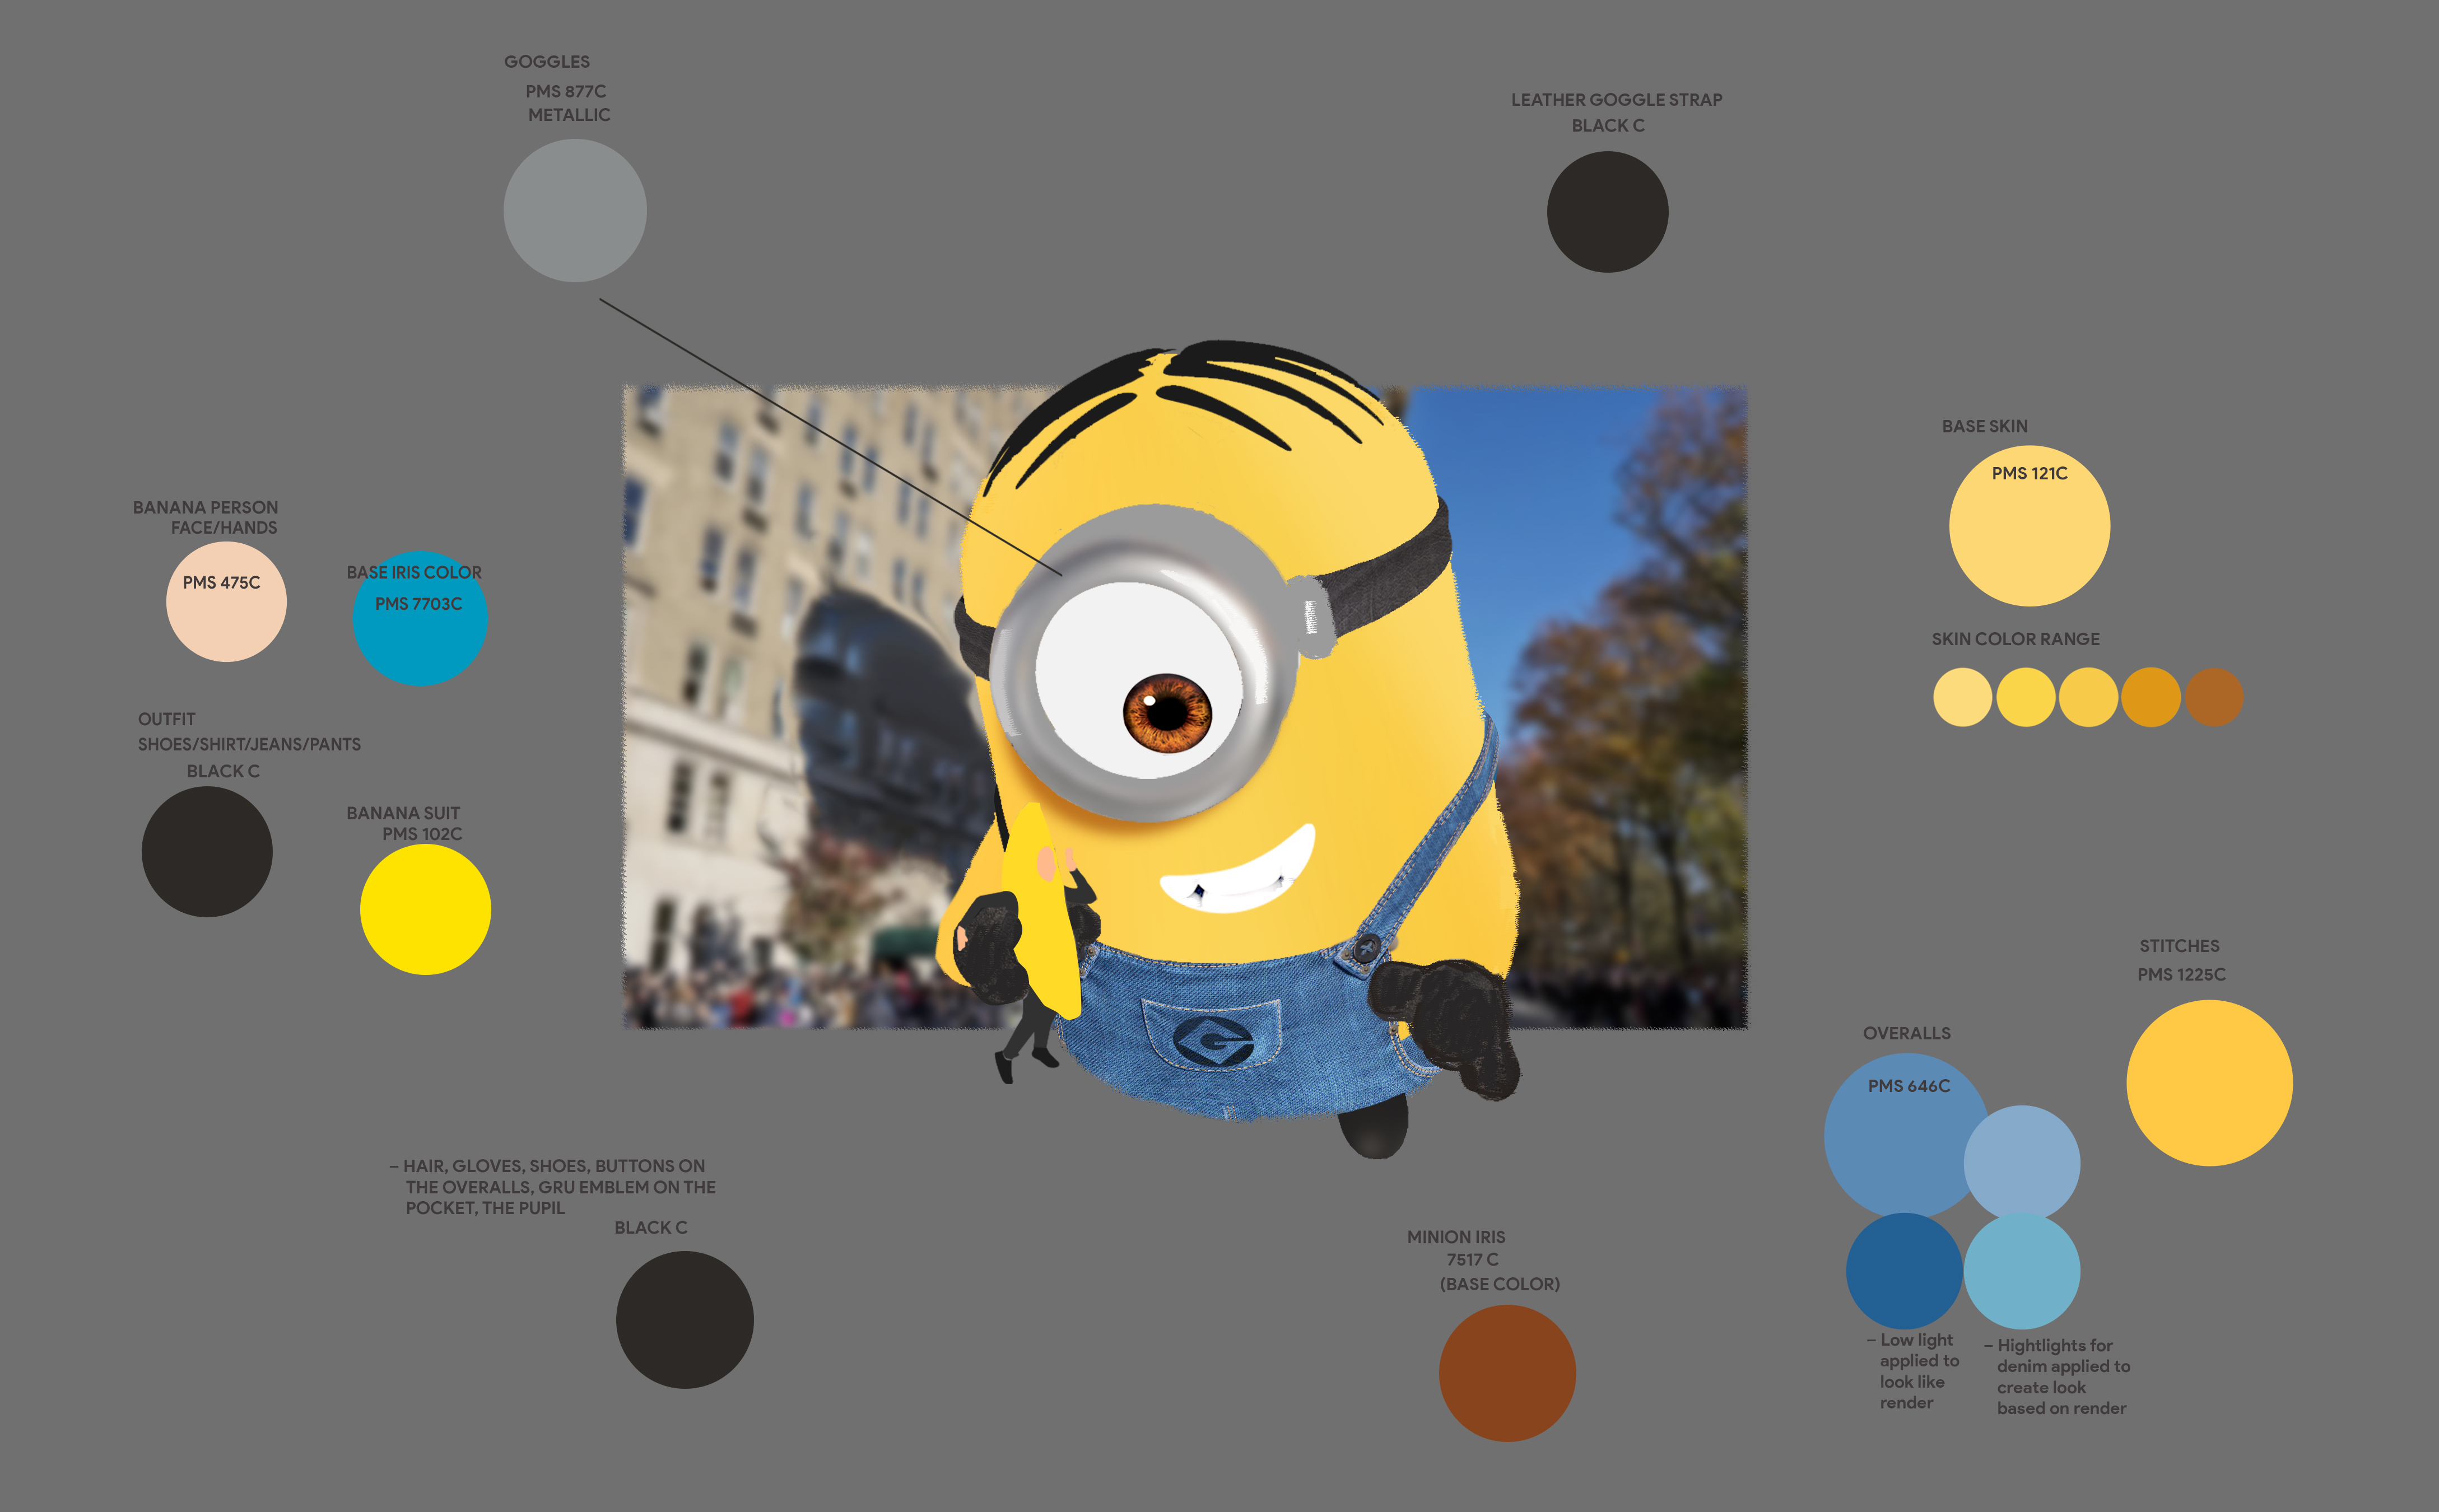 GOGGLES
PMS 877C
METALLIC
LEATHER GOGGLE STRAP
BLACK C
BASE SKIN
PMS 121C
SKIN COLOR RANGE
BANANA PERSON
FACE/HANDS
PMS 475C
BASE IRIS COLOR
PMS 7703C
OUTFIT
SHOES/SHIRT/JEANS/PANTS
BLACK C
BANANA SUIT
PMS 102C
STITCHES
PMS 1225C
OVERALLS
PMS 646C
– Low light
applied to
look like
render
– Hightlights for
denim applied to
create look
based on render
– HAIR, GLOVES, SHOES, BUTTONS ON
THE OVERALLS, GRU EMBLEM ON THE
POCKET, THE PUPIL
BLACK C
MINION IRIS
7517 C
(BASE COLOR)